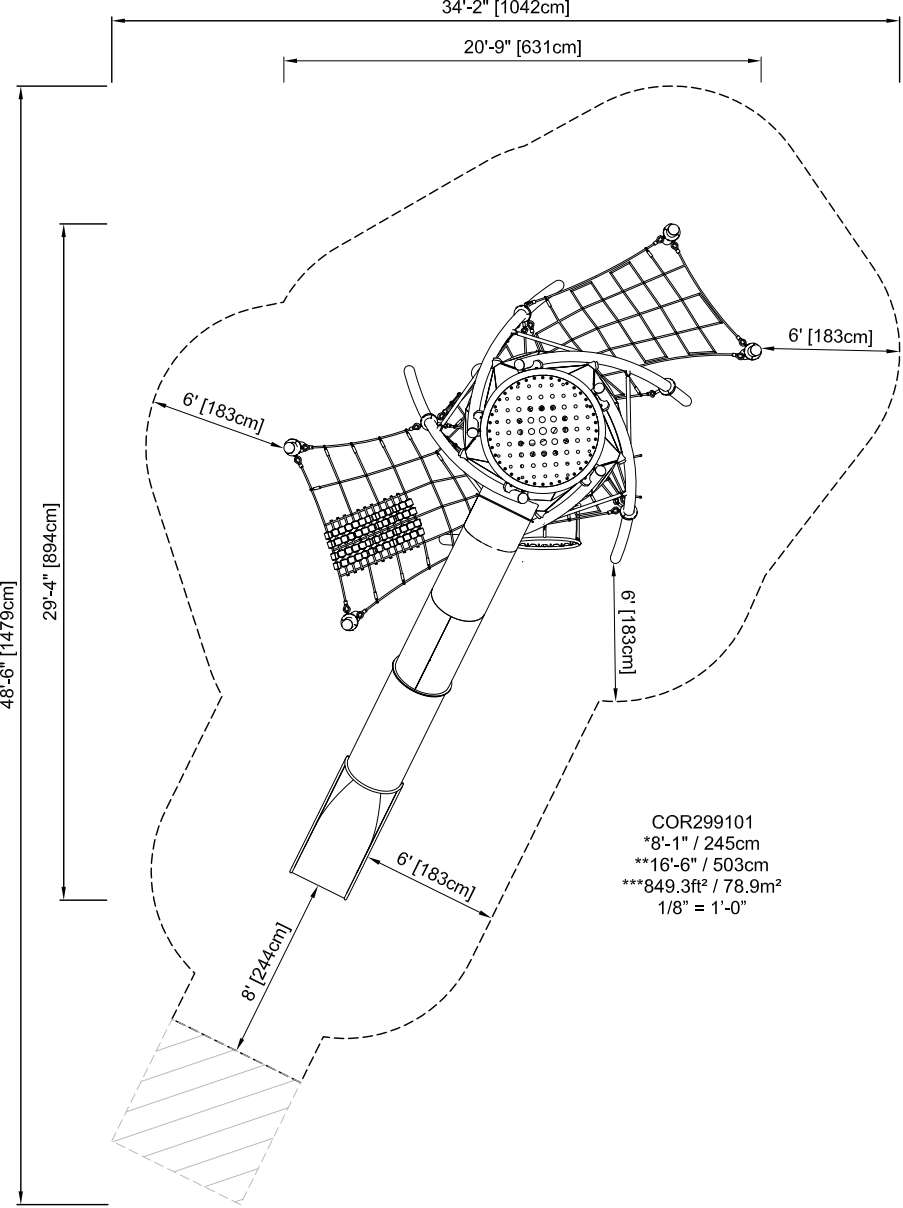 34'-2" [1042cm]
20'-9" [631cm]
6' [183cm]
6' [183cm]
29'-4" [894cm]
48'-6" [1479cm]
6' [183cm]
COR299101
*8'-1" / 245cm
**16'-6" / 503cm
***849.3ft² / 78.9m²
1/8” = 1’-0”
6' [183cm]
8' [244cm]